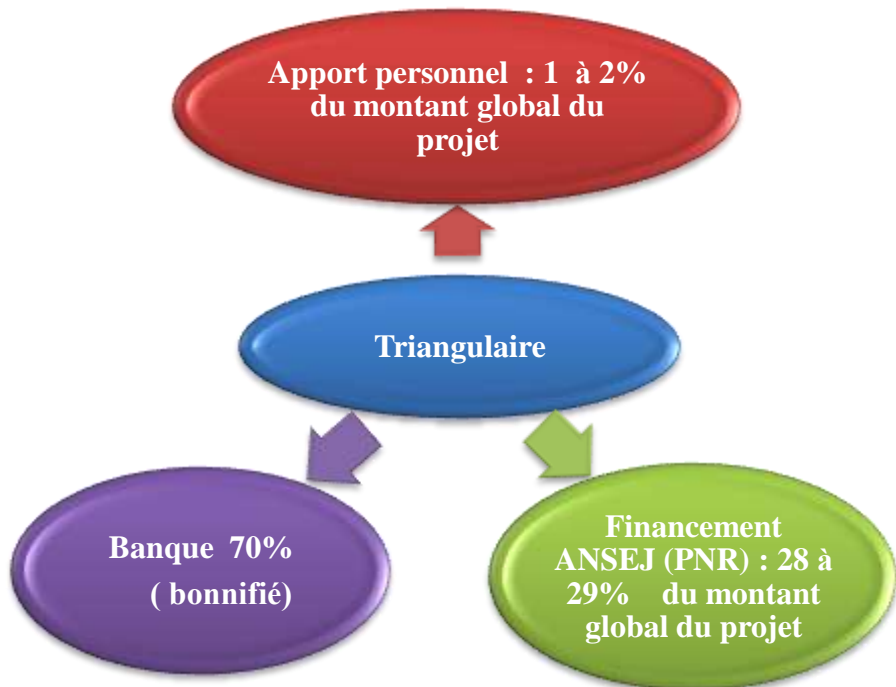 Apport personnel : 1 à 2%
du montant global du
projet
Triangulaire
Banque 70%
( bonnifié)
Financement
ANSEJ (PNR) : 28 à
29% du montant
global du projet